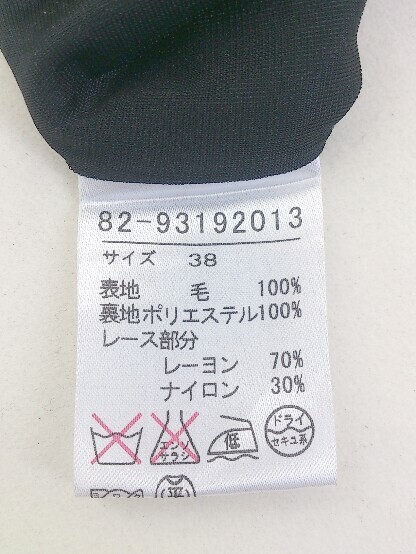 82-93192013
サイズ 38
表地 毛 100%
裏地ポリエステル100%
レース部分
レーヨン 70%
ナイロン 30%
エンソ
サラシ
低
ドライ
セキユ系
平